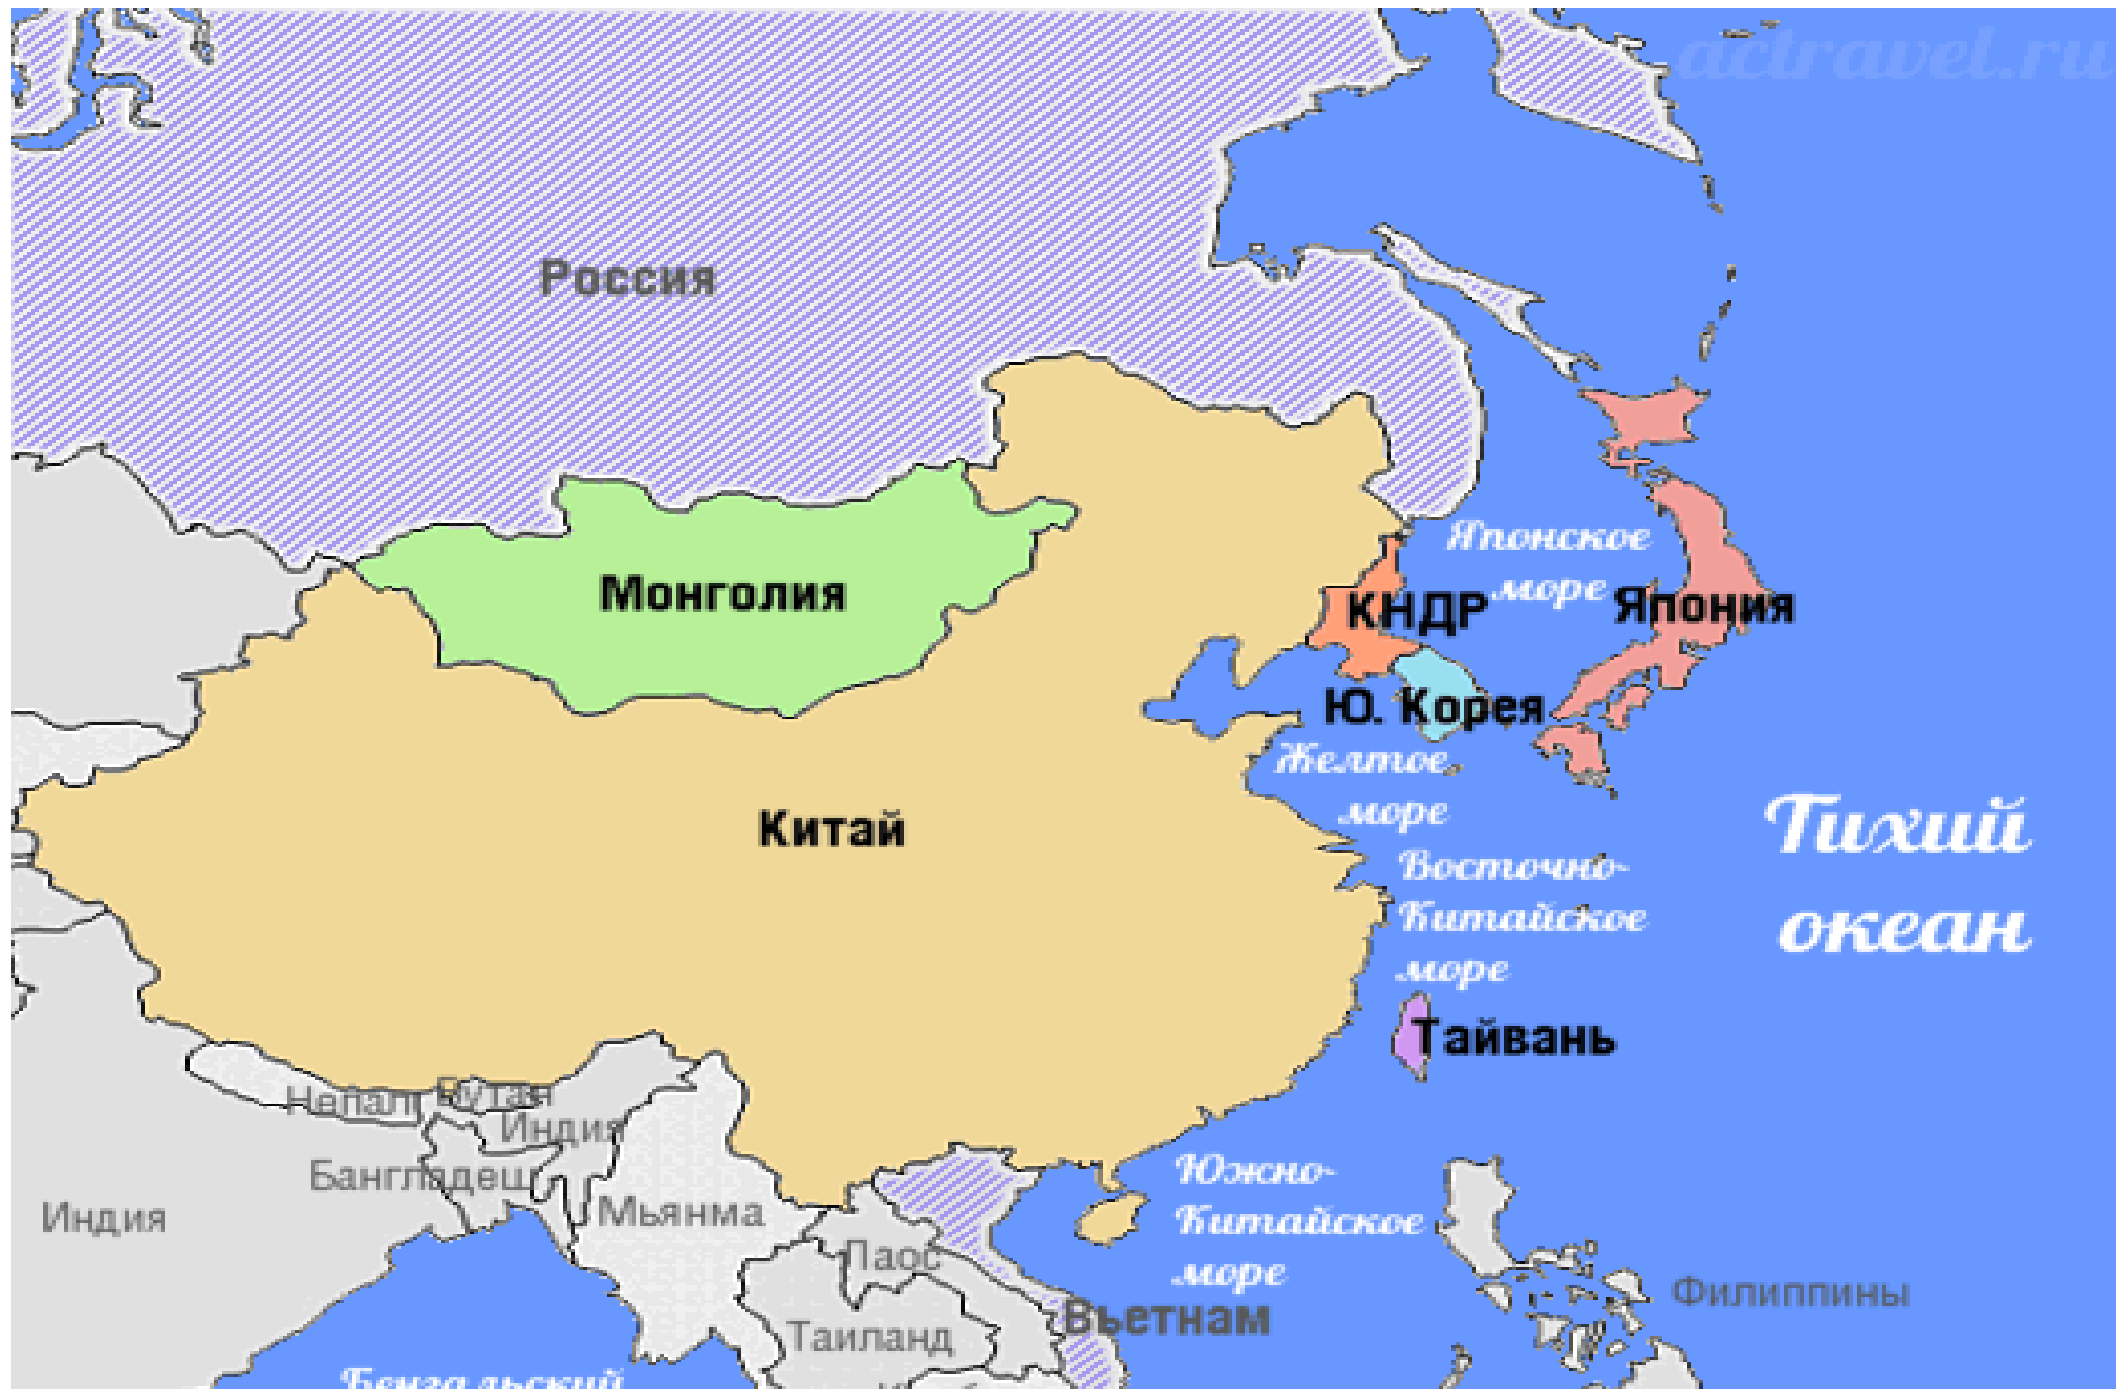 actravel.ru
Россия
Японское
море
Монголия
КНДР
Япония
Ю. Корея
Желтое
море
Китай
Тихий
океан
Восточно-
Китайское
море
Тайвань
Непал
Бутан
Индия
Бангладеш
Индия
Мьянма
Лаос
Южно-
Китайское
море
Филиппины
Вьетнам
Таиланд
Бенгальский